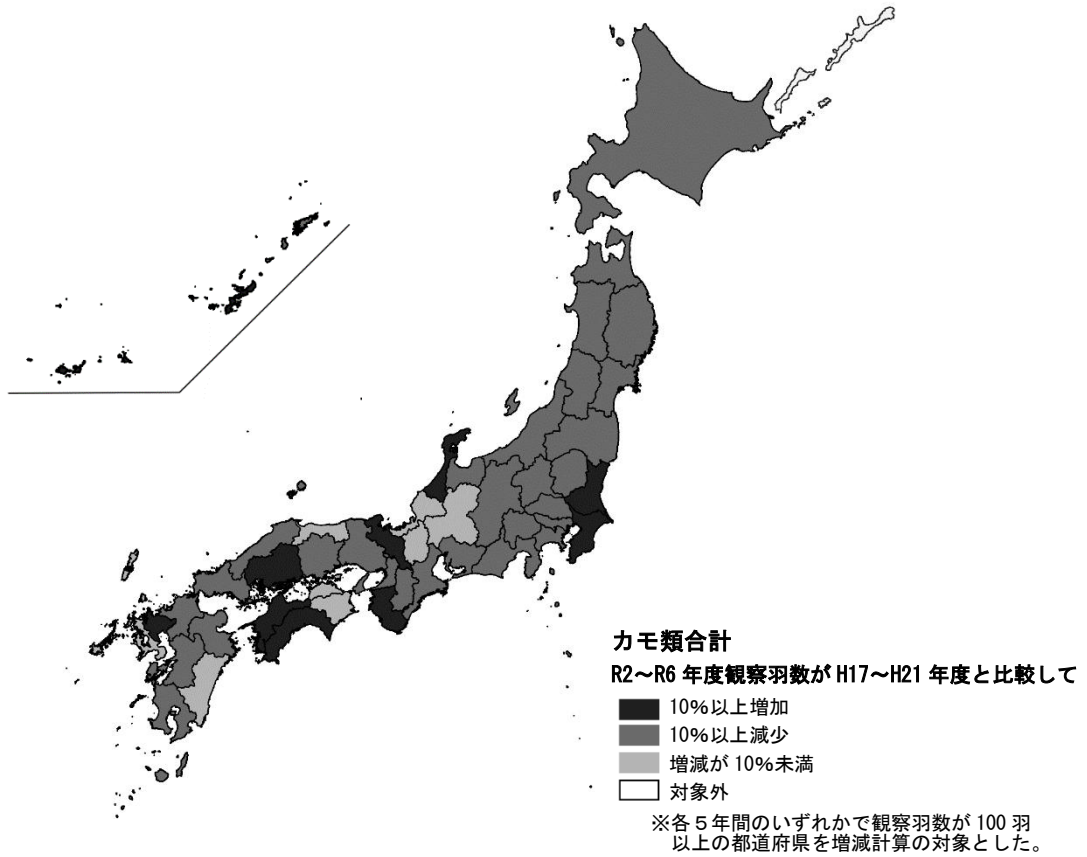 カモ類合計
R2～R6 年度観察羽数が H17～H21 年度と比較して
10％以上増加
10％以上減少
増減が 10％未満
対象外
※各５年間のいずれかで観察羽数が 100 羽
以上の都道府県を増減計算の対象とした。